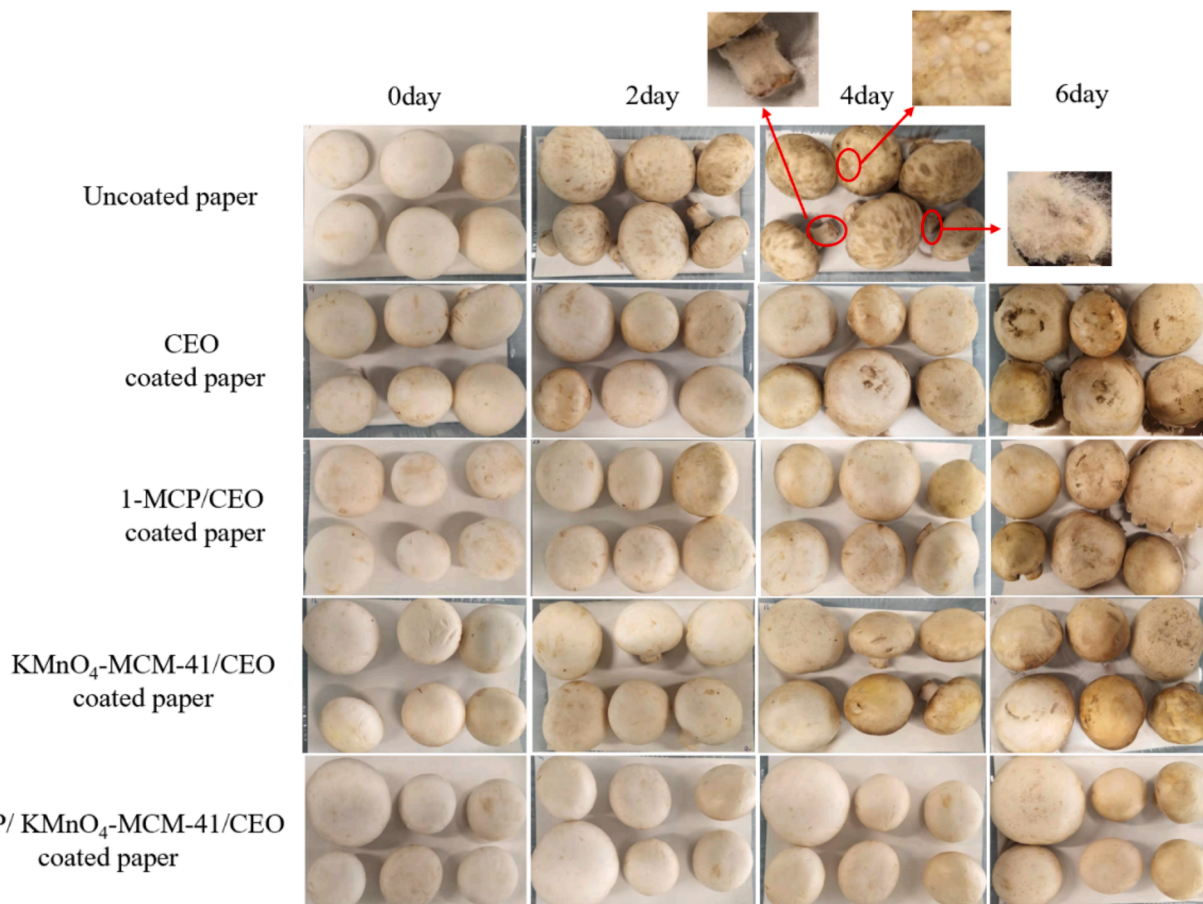 0day 2day 4day 6day
Uncoated paper
CEO
coated paper
1-MCP/CEO
coated paper
KMnO₄-MCM-41/CEO
coated paper
P/ KMnO₄-MCM-41/CEO
coated paper